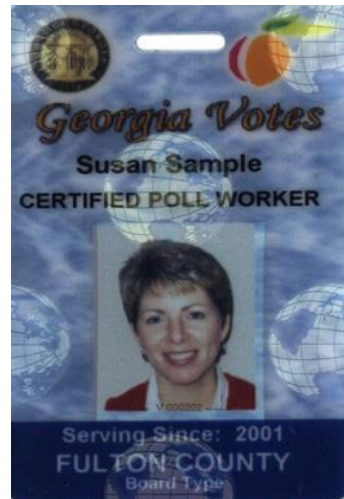 Georgia Votes
Susan Sample
CERTIFIED POLL WORKER
V 000202
Serving Since: 2001
FULTON COUNTY
Board Type